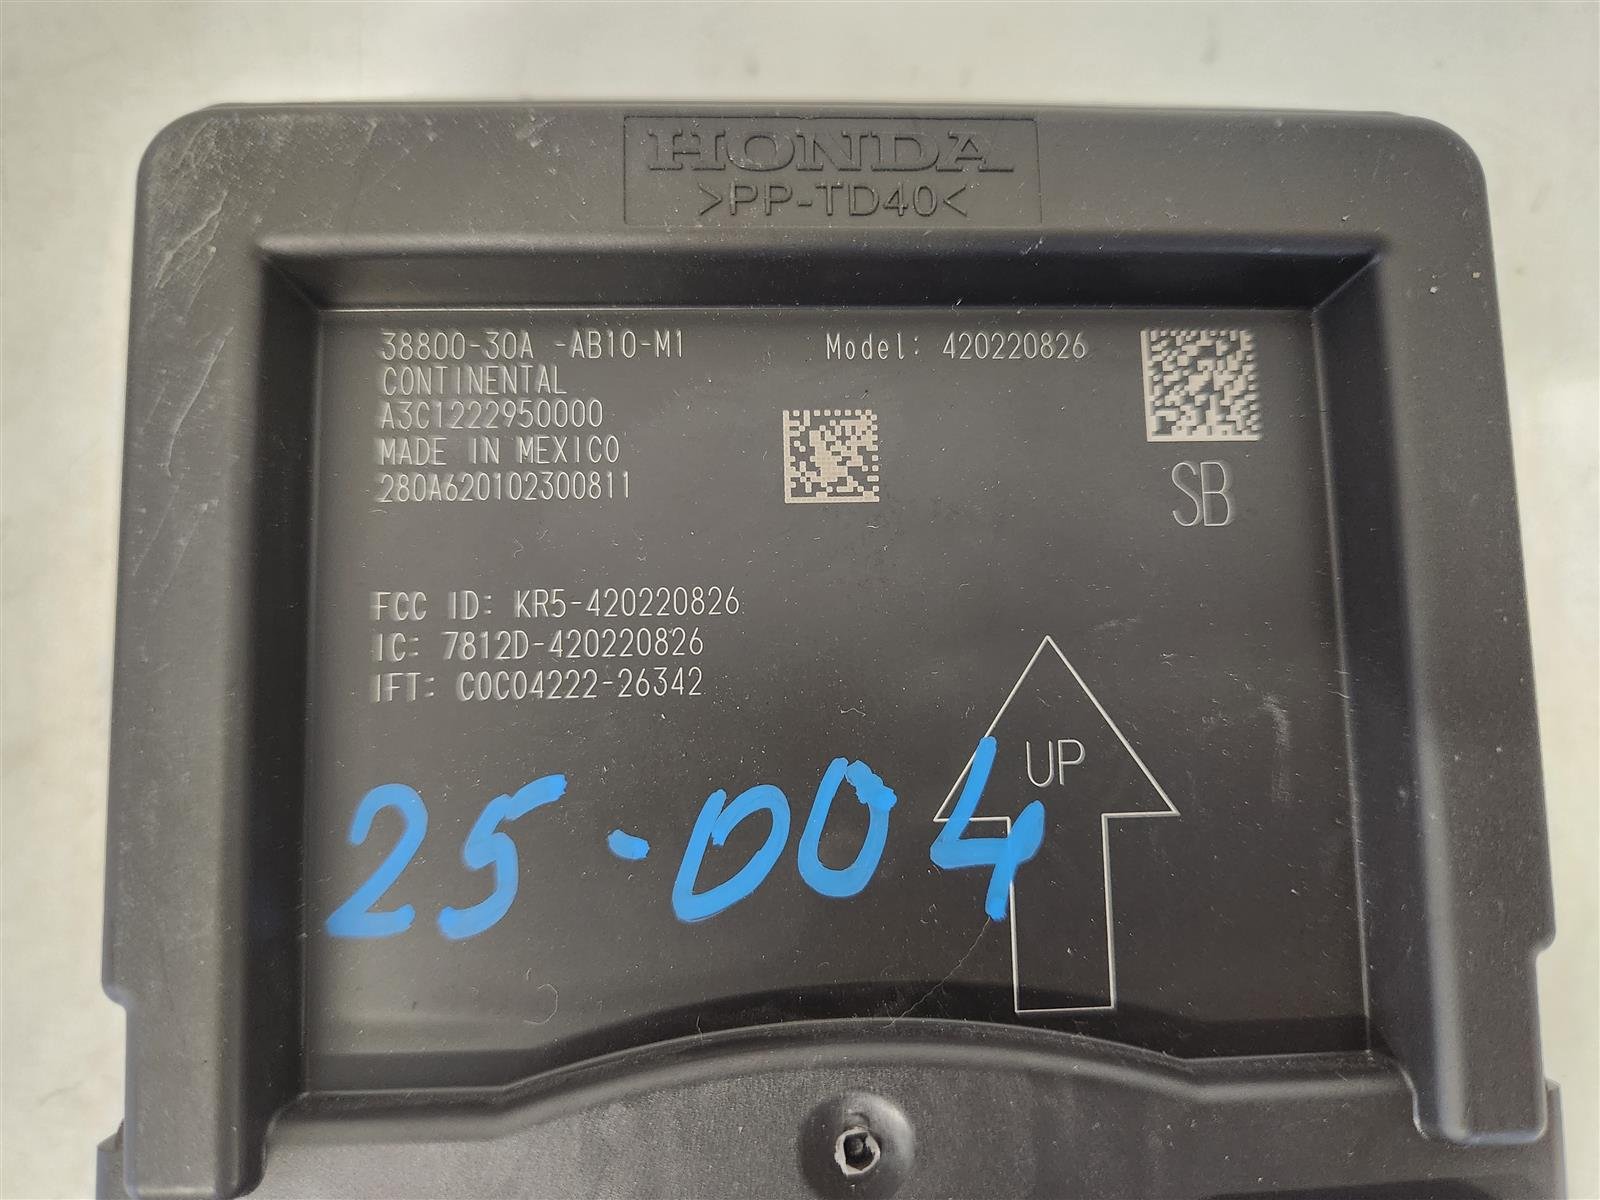 HONDA
>PP-TD40<
38800-30A -AB10-M1
Model: 420220826
CONTINENTAL
A3C1222950000
MADE IN MEXICO
280A620102300811
SB
FCC ID: KR5-420220826
IC: 7812D-420220826
IFT: COC04222-26342
UP
25-004